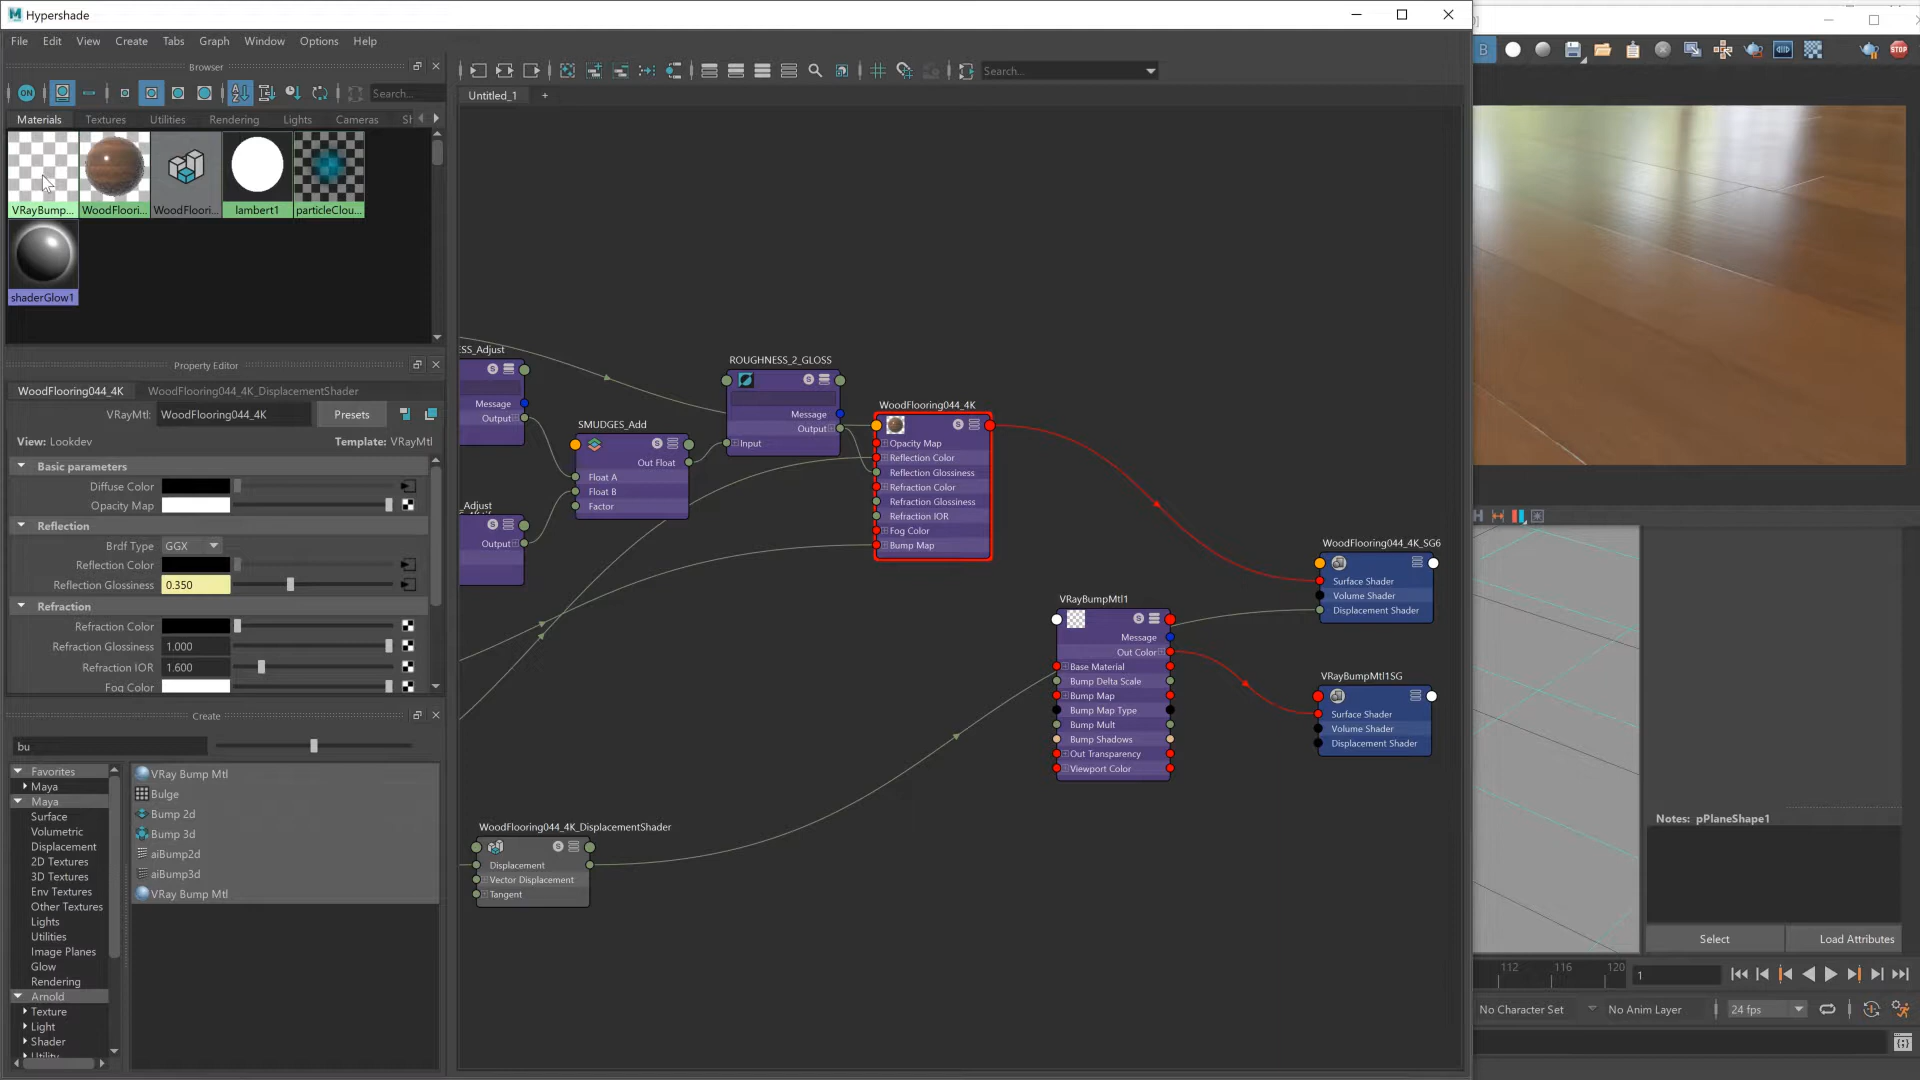 Hypershade
File Edit View Create Tabs Graph Window Options Help
Browser
ON
Search...
Materials Textures Utilities Rendering Lights Cameras Sh
VRayBump... WoodFloori... WoodFloori... lambert1 particleClou...
shaderGlow1
Property Editor
WoodFlooring044_4K WoodFlooring044_4K_DisplacementShader
VRayMtl: WoodFlooring044_4K Presets
View: Lookdev Template: VRayMtl
Basic parameters
Diffuse Color
Opacity Map
Reflection
Brdf Type GGX
Reflection Color
Reflection Glossiness 0.350
Refraction
Refraction Color
Refraction Glossiness 1.000
Refraction IOR 1.600
Fog Color
Create
bu
Favorites
Maya
Maya
Surface
Volumetric
Displacement
2D Textures
3D Textures
Env Textures
Other Textures
Lights
Utilities
Image Planes
Glow
Rendering
Arnold
Texture
Light
Shader
Utility
VRay Bump Mtl
Bulge
Bump 2d
Bump 3d
aiBump2d
aiBump3d
VRay Bump Mtl
Search...
Untitled_1 +
SS_Adjust
Message
Output
_Adjust
Output
SMUDGES_Add
Out Float
Float A
Float B
Factor
ROUGHNESS_2_GLOSS
Message
Output
Input
WoodFlooring044_4K
Opacity Map
Reflection Color
Reflection Glossiness
Refraction Color
Refraction Glossiness
Refraction IOR
Fog Color
Bump Map
WoodFlooring044_4K_SG6
Surface Shader
Volume Shader
Displacement Shader
VRayBumpMtl1
Message
Out Color
Base Material
Bump Delta Scale
Bump Map
Bump Map Type
Bump Mult
Bump Shadows
Out Transparency
Viewport Color
VRayBumpMtl1SG
Surface Shader
Volume Shader
Displacement Shader
WoodFlooring044_4K_DisplacementShader
Displacement
Vector Displacement
Tangent
B
STOP
Notes: pPlaneShape1
Select Load Attributes
112 116 120
1
No Character Set No Anim Layer 24 fps